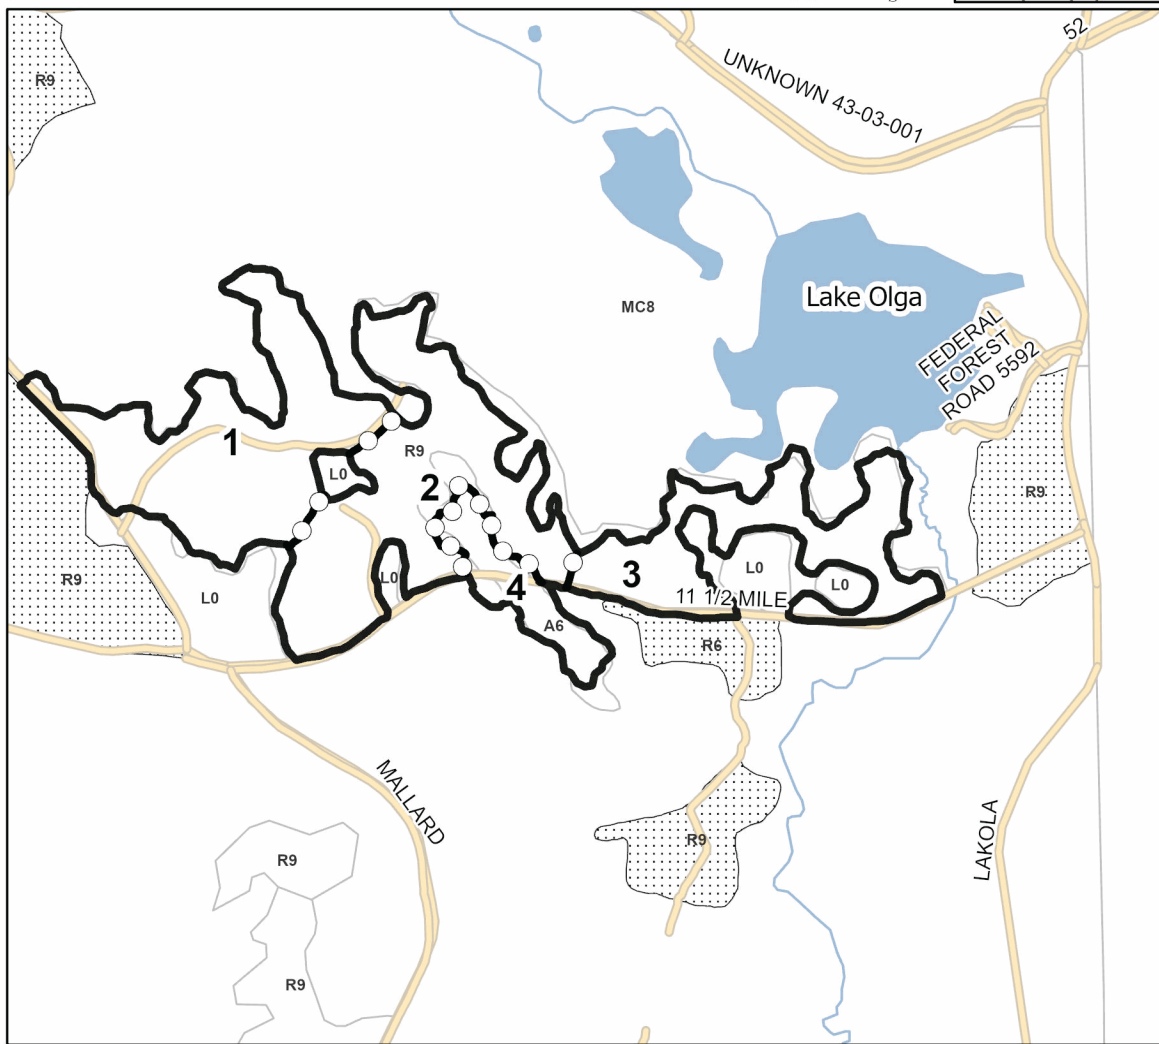 52
UNKNOWN 43-03-001
R9
Lake Olga
MC8
FEDERAL
FOREST
ROAD 5592
1
R9
L0
2
R9
L0
L0
3
L0
R9
4
11 1/2 MILE
L0
A6
R6
MALLARD
R9
LAKOLA
R9
R9